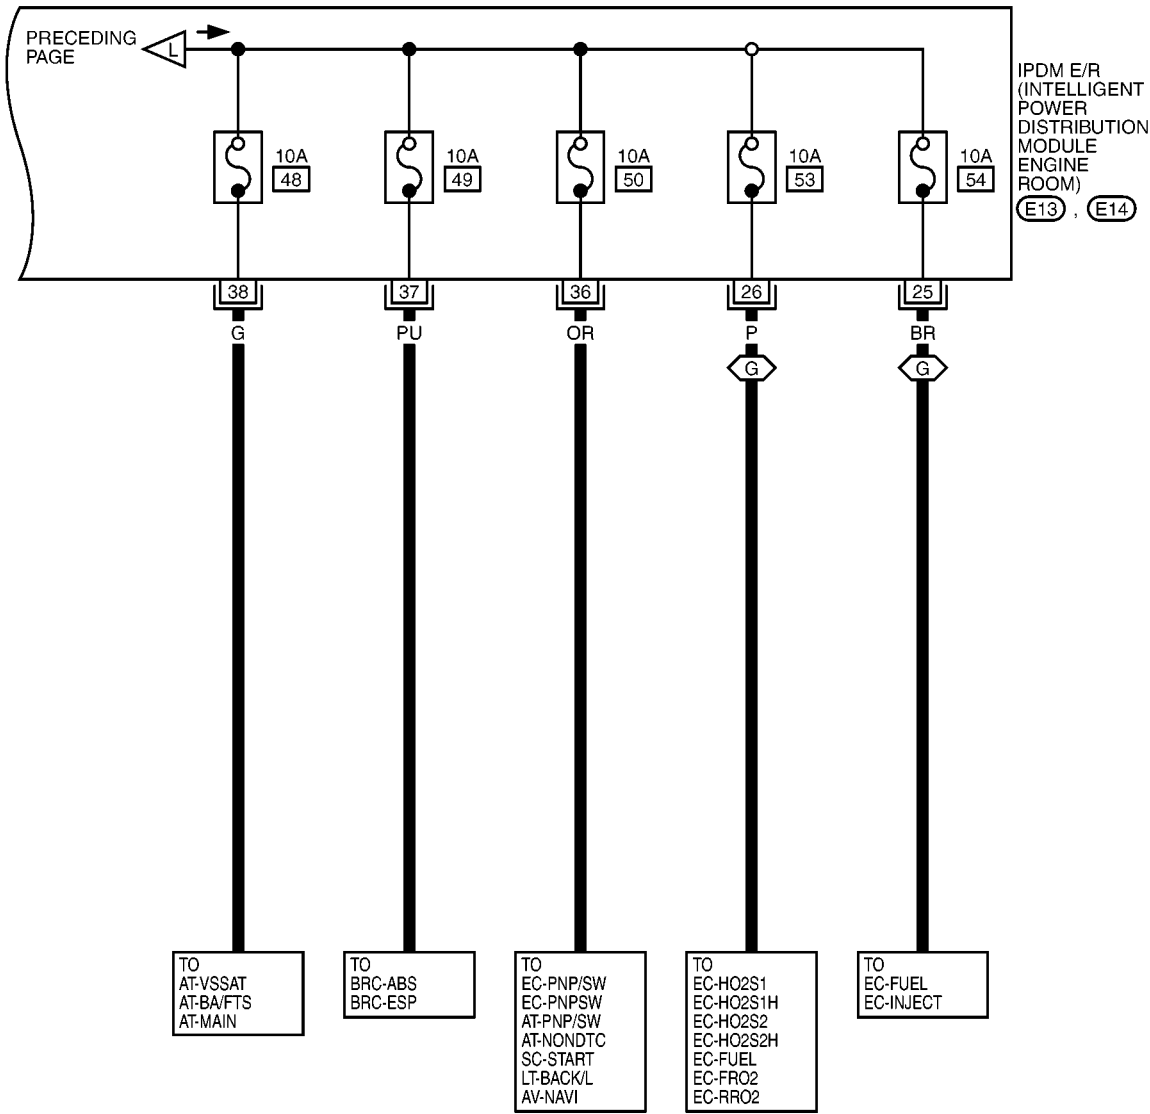 PRECEDING
PAGE
L
IPDM E/R
(INTELLIGENT
POWER
DISTRIBUTION
MODULE
ENGINE
ROOM)
E13 , E14
10A
48
10A
49
10A
50
10A
53
10A
54
38
37
36
26
25
G
PU
OR
P
BR
G
G
TO
AT-VSSAT
AT-BA/FTS
AT-MAIN
TO
BRC-ABS
BRC-ESP
TO
EC-PNP/SW
EC-PNPSW
AT-PNP/SW
AT-NONDTC
SC-START
LT-BACK/L
AV-NAVI
TO
EC-HO2S1
EC-HO2S1H
EC-HO2S2
EC-HO2S2H
EC-FUEL
EC-FRO2
EC-RRO2
TO
EC-FUEL
EC-INJECT